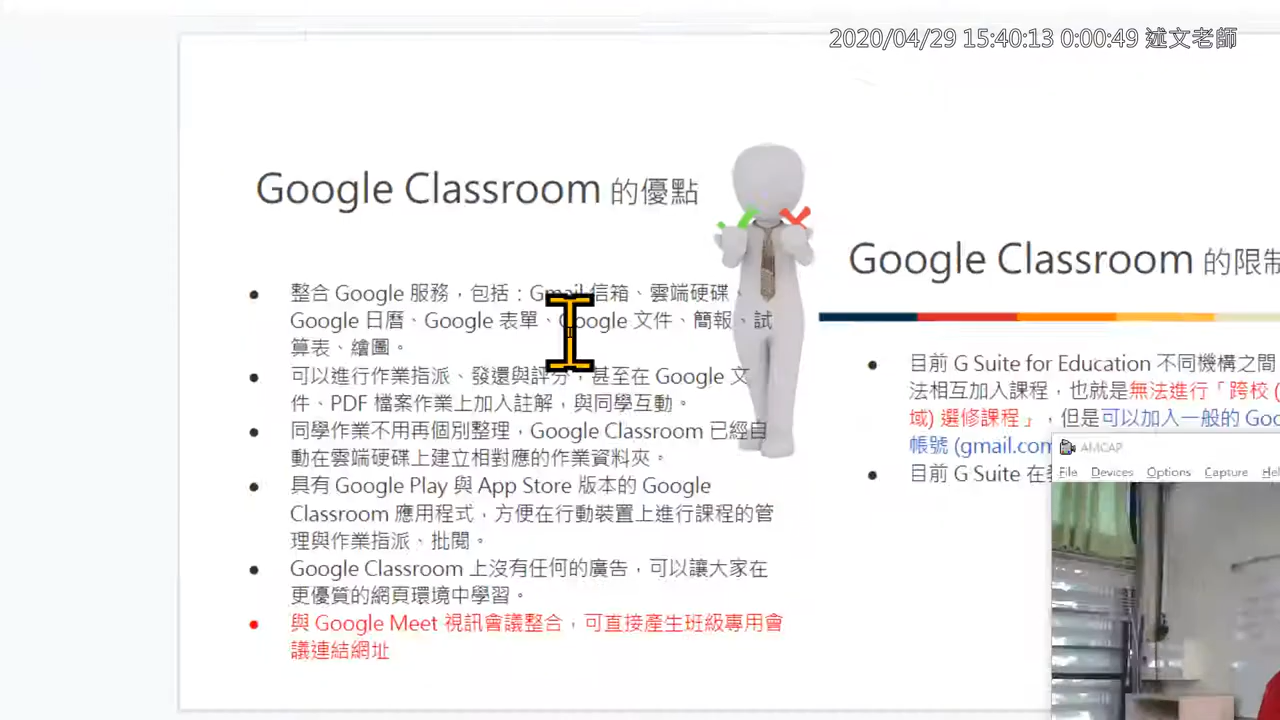 2020/04/29 15:40:13 0:00:49 述文老師
Google Classroom 的優點
整合 Google 服務，包括：Gmail 信箱、雲端硬碟、
Google 日曆、Google 表單、Google 文件、簡報、試
算表、繪圖。
可以進行作業指派、發還與評分，甚至在 Google 文
件、PDF 檔案作業上加入註解，與同學互動。
同學作業不用再個別整理，Google Classroom 已經自
動在雲端硬碟上建立相對應的作業資料夾。
具有 Google Play 與 App Store 版本的 Google
Classroom 應用程式，方便在行動裝置上進行課程的管
理與作業指派、批閱。
Google Classroom 上沒有任何的廣告，可以讓大家在
更優質的網頁環境中學習。
與 Google Meet 視訊會議整合，可直接產生班級專用會
議連結網址
Google Classroom 的限
目前 G Suite for Education 不同機構之間
法相互加入課程，也就是無法進行「跨校 (
域) 選修課程」，但是可以加入一般的 Goo
帳號 (gmail.com
目前 G Suite 在
AMCAP
File Devices Options Capture Hel